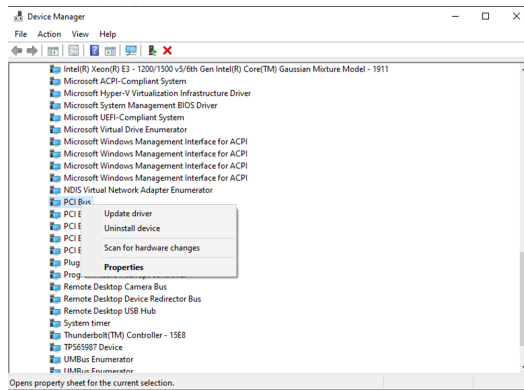 Device Manager
File Action View Help
Intel(R) Xeon(R) E3 - 1200/1500 v5/6th Gen Intel(R) Core(TM) Gaussian Mixture Model - 1911
Microsoft ACPI-Compliant System
Microsoft Hyper-V Virtualization Infrastructure Driver
Microsoft System Management BIOS Driver
Microsoft UEFI-Compliant System
Microsoft Virtual Drive Enumerator
Microsoft Windows Management Interface for ACPI
Microsoft Windows Management Interface for ACPI
Microsoft Windows Management Interface for ACPI
Microsoft Windows Management Interface for ACPI
NDIS Virtual Network Adapter Enumerator
PCI Bus
PCI
Update driver
PCI
Uninstall device
PCI
PCI
Scan for hardware changes
Plug
Properties
Remote Desktop Camera Bus
Remote Desktop Device Redirector Bus
Remote Desktop USB Hub
System timer
Thunderbolt(TM) Controller - 15E8
TPS65987 Device
UMBus Enumerator
UMBus Enumerator
Opens property sheet for the current selection.